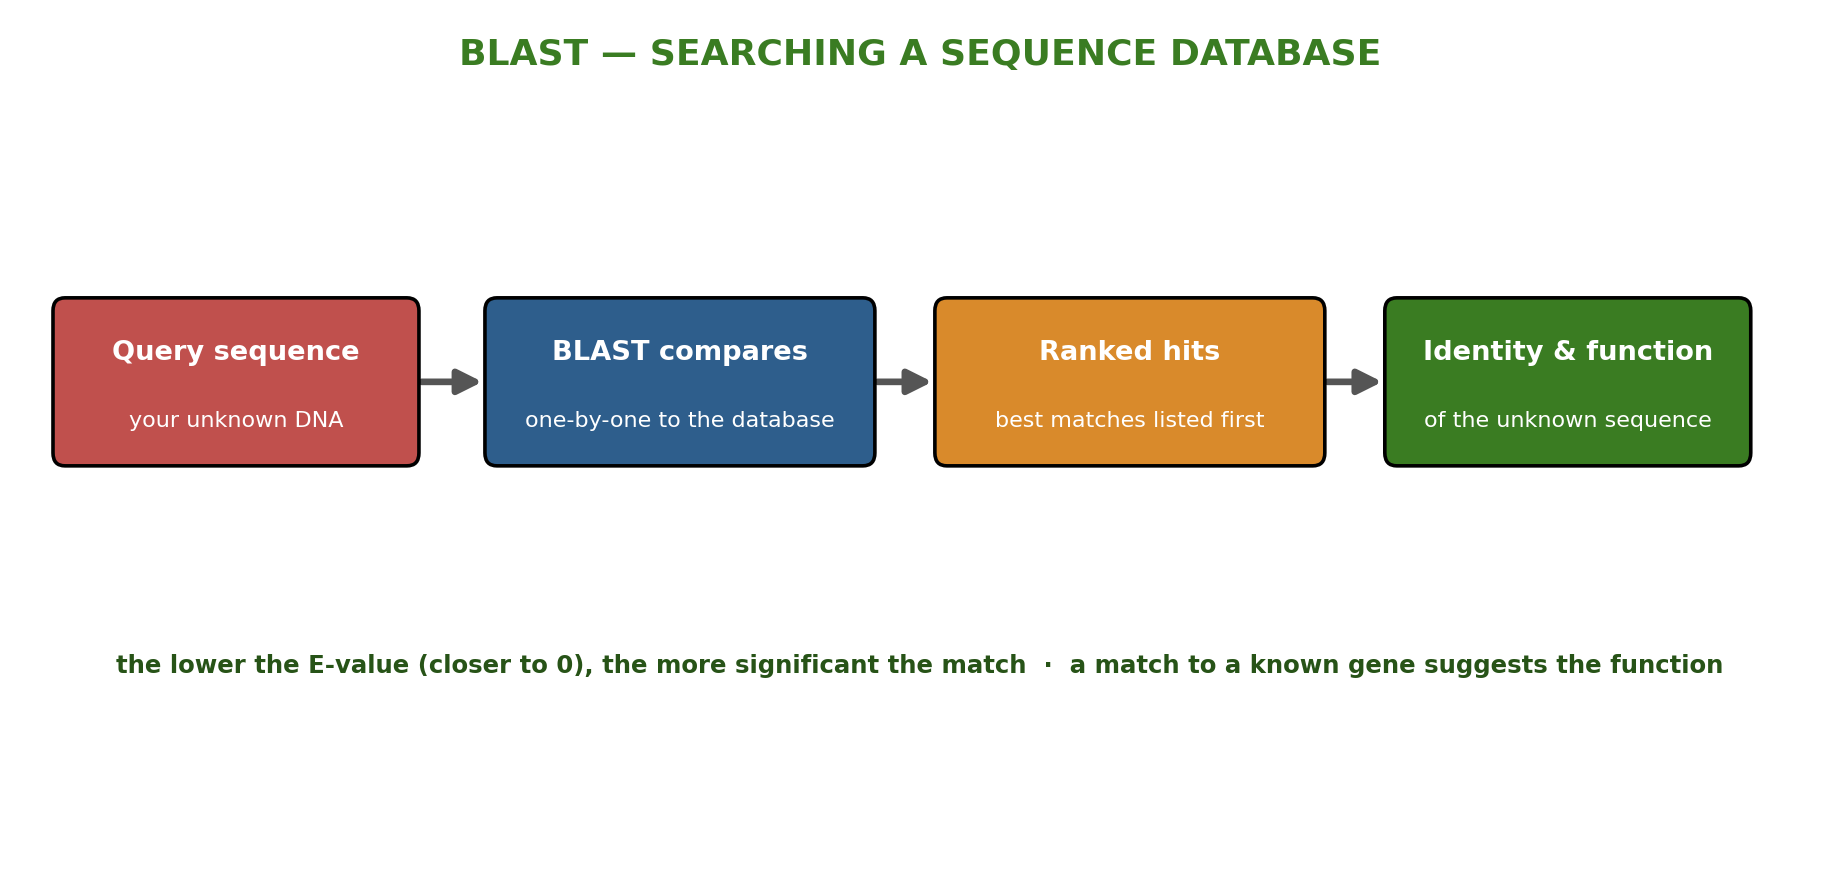 BLAST — SEARCHING A SEQUENCE DATABASE
Query sequence
your unknown DNA
BLAST compares
one-by-one to the database
Ranked hits
best matches listed first
Identity & function
of the unknown sequence
the lower the E-value (closer to 0), the more significant the match · a match to a known gene suggests the function